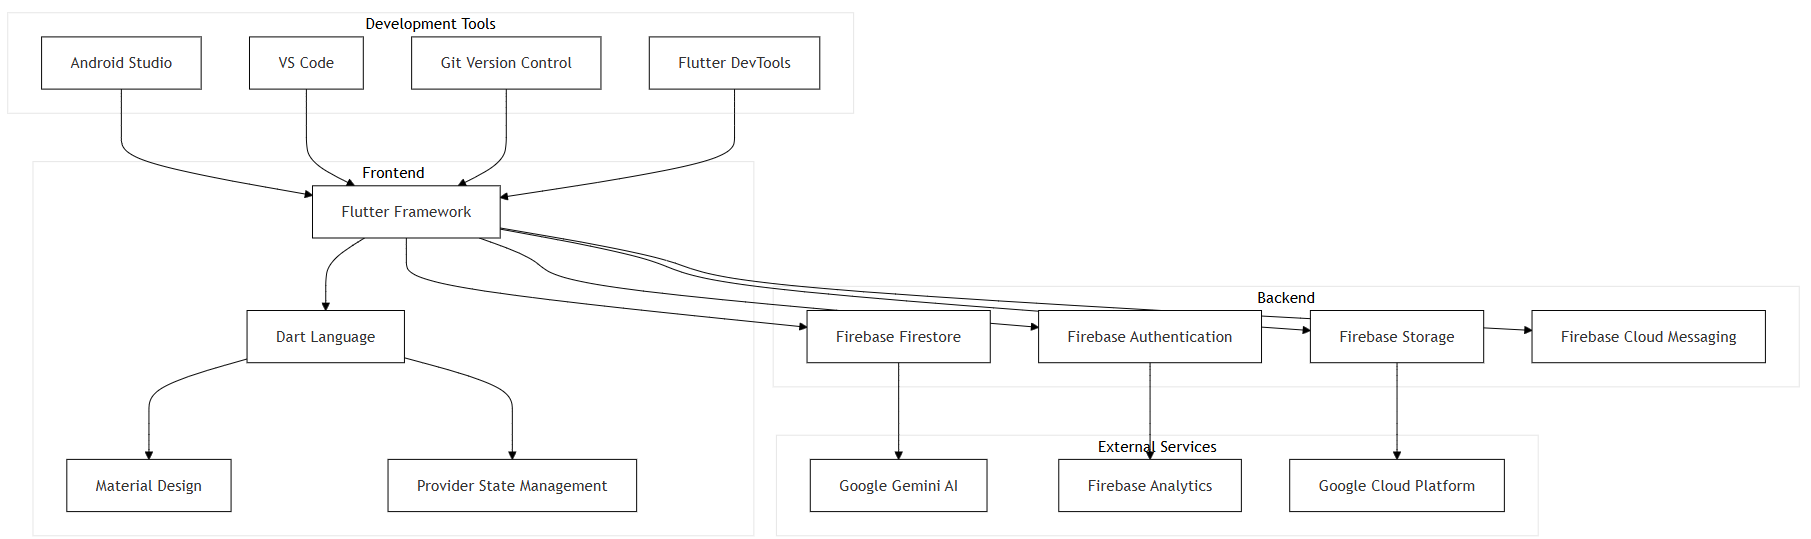 Development Tools
Android Studio
VS Code
Git Version Control
Flutter DevTools
Frontend
Flutter Framework
Backend
Dart Language
Firebase Firestore
Firebase Authentication
Firebase Storage
Firebase Cloud Messaging
External Services
Material Design
Provider State Management
Google Gemini AI
Firebase Analytics
Google Cloud Platform